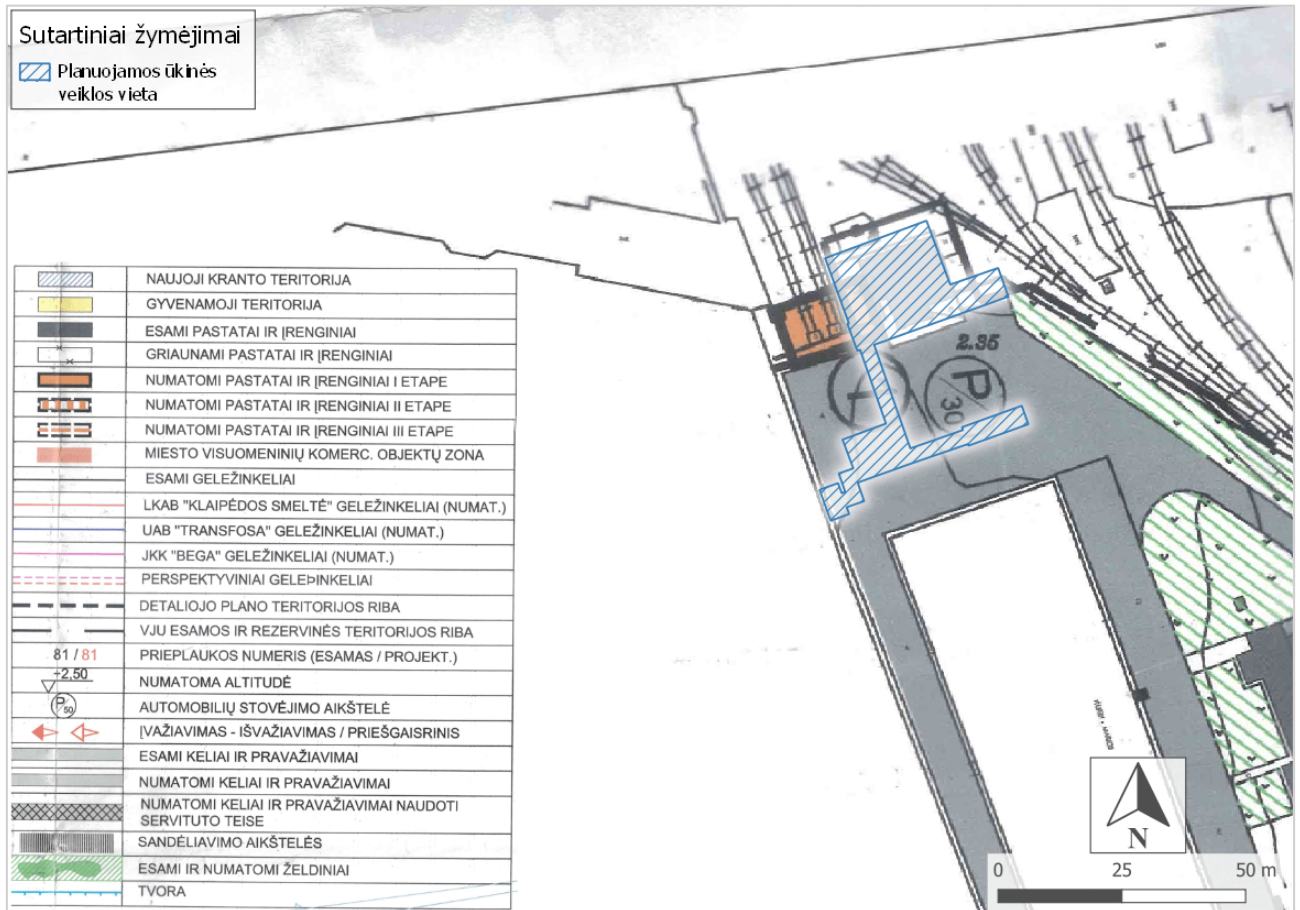 Sutartiniai žymėjimai
Planuojamos ūkinės
veiklos vieta
NAUJOJI KRANTO TERITORIJA
GYVENAMOJI TERITORIJA
ESAMI PASTATAI IR ĮRENGINIAI
GRIAUNAMI PASTATAI IR ĮRENGINIAI
NUMATOMI PASTATAI IR ĮRENGINIAI I ETAPE
NUMATOMI PASTATAI IR ĮRENGINIAI II ETAPE
NUMATOMI PASTATAI IR ĮRENGINIAI III ETAPE
MIESTO VISUOMENINIŲ KOMERC. OBJEKTŲ ZONA
ESAMI GELEŽINKELIAI
LKAB "KLAIPĖDOS SMELTĖ" GELEŽINKELIAI (NUMAT.)
UAB "TRANSFOSA" GELEŽINKELIAI (NUMAT.)
JKK "BEGA" GELEŽINKELIAI (NUMAT.)
PERSPEKTYVINIAI GELEÞINKELIAI
DETALIOJO PLANO TERITORIJOS RIBA
VJU ESAMOS IR REZERVINĖS TERITORIJOS RIBA
81 / 81 PRIEPLAUKOS NUMERIS (ESAMAS / PROJEKT.)
+2,50 NUMATOMA ALTITUDĖ
P/50 AUTOMOBILIŲ STOVĖJIMO AIKŠTELĖ
ĮVAŽIAVIMAS - IŠVAŽIAVIMAS / PRIEŠGAISRINIS
ESAMI KELIAI IR PRAVAŽIAVIMAI
NUMATOMI KELIAI IR PRAVAŽIAVIMAI
NUMATOMI KELIAI IR PRAVAŽIAVIMAI NAUDOTI
SERVITUTO TEISE
SANDĖLIAVIMO AIKŠTELĖS
ESAMI IR NUMATOMI ŽELDINIAI
TVORA
2.35
P
30
N
0 25 50 m